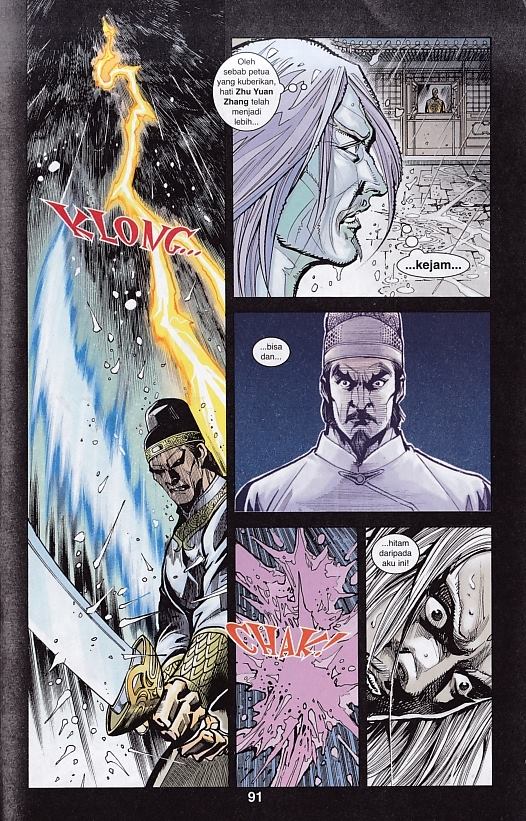 KLONG...
Oleh
sebab petua
yang kuberikan,
hati Zhu Yuan
Zhang telah
menjadi
lebih...
...kejam...
...bisa
dan...
CHAK!
...hitam
daripada
aku ini!
91